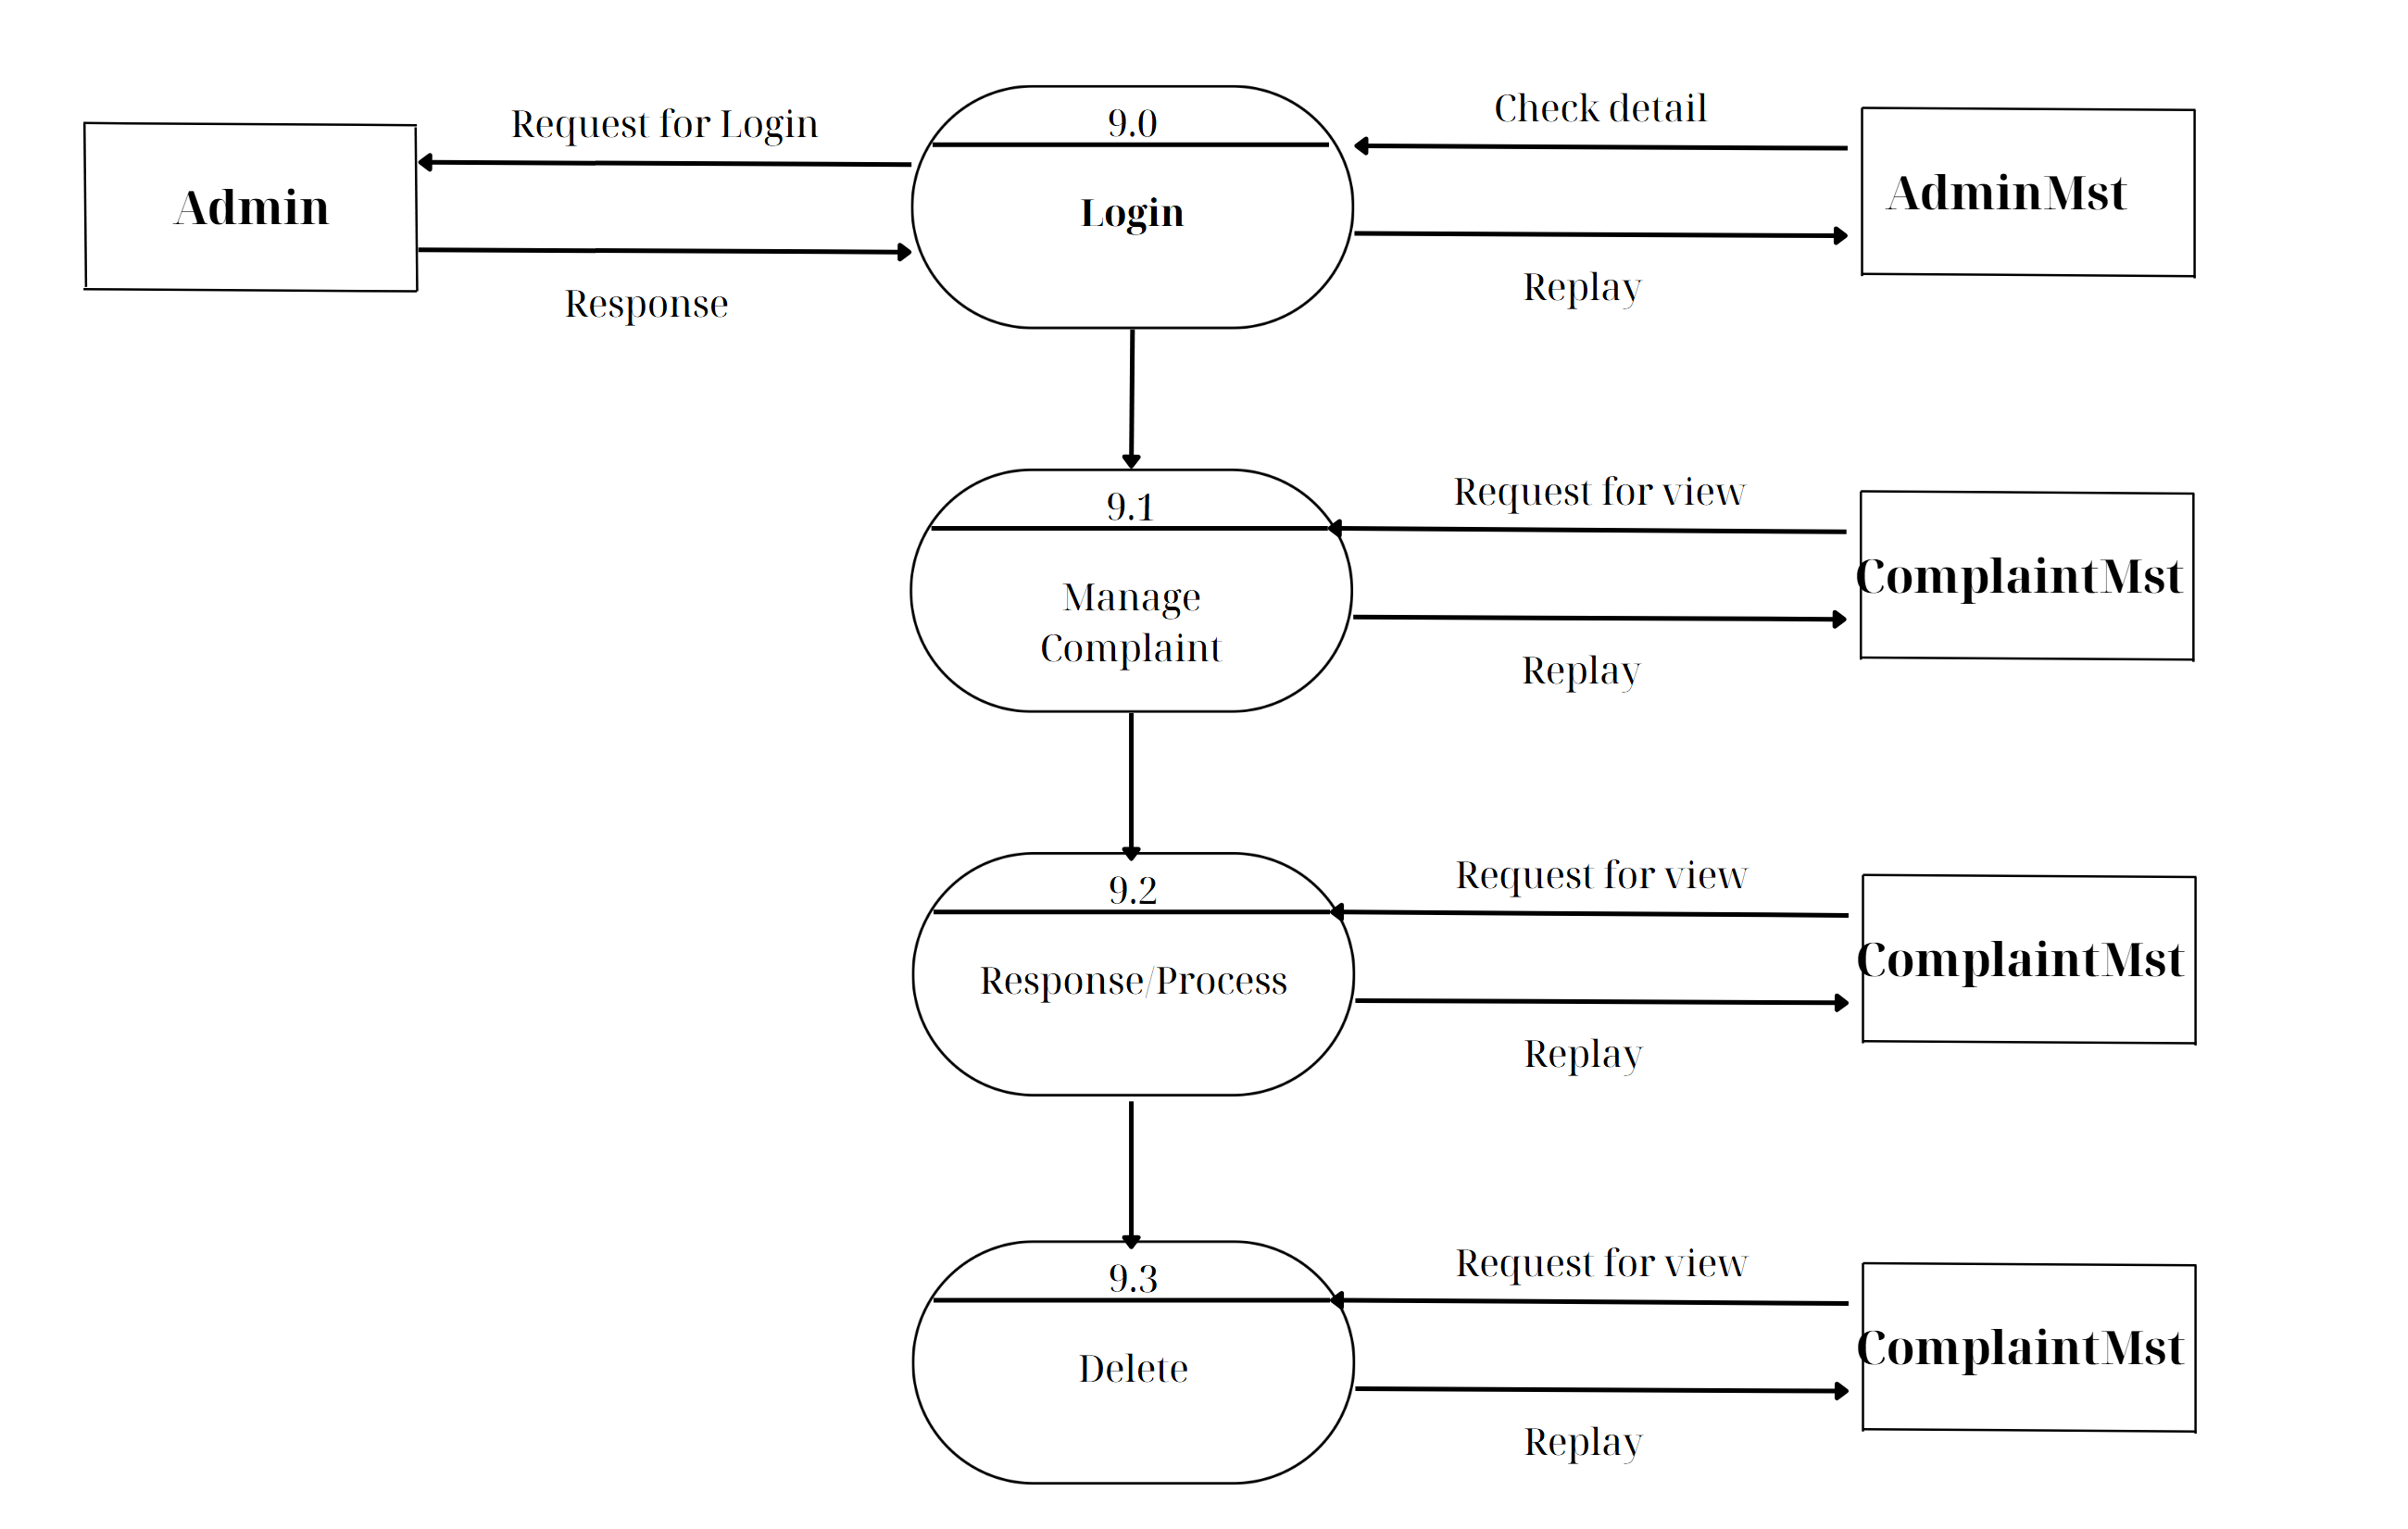 Request for Login
9.0
Check detail
Admin
Login
AdminMst
Response
Replay
9.1
Request for view
Manage
Complaint
ComplaintMst
Replay
9.2
Request for view
Response/Process
ComplaintMst
Replay
9.3
Request for view
Delete
ComplaintMst
Replay